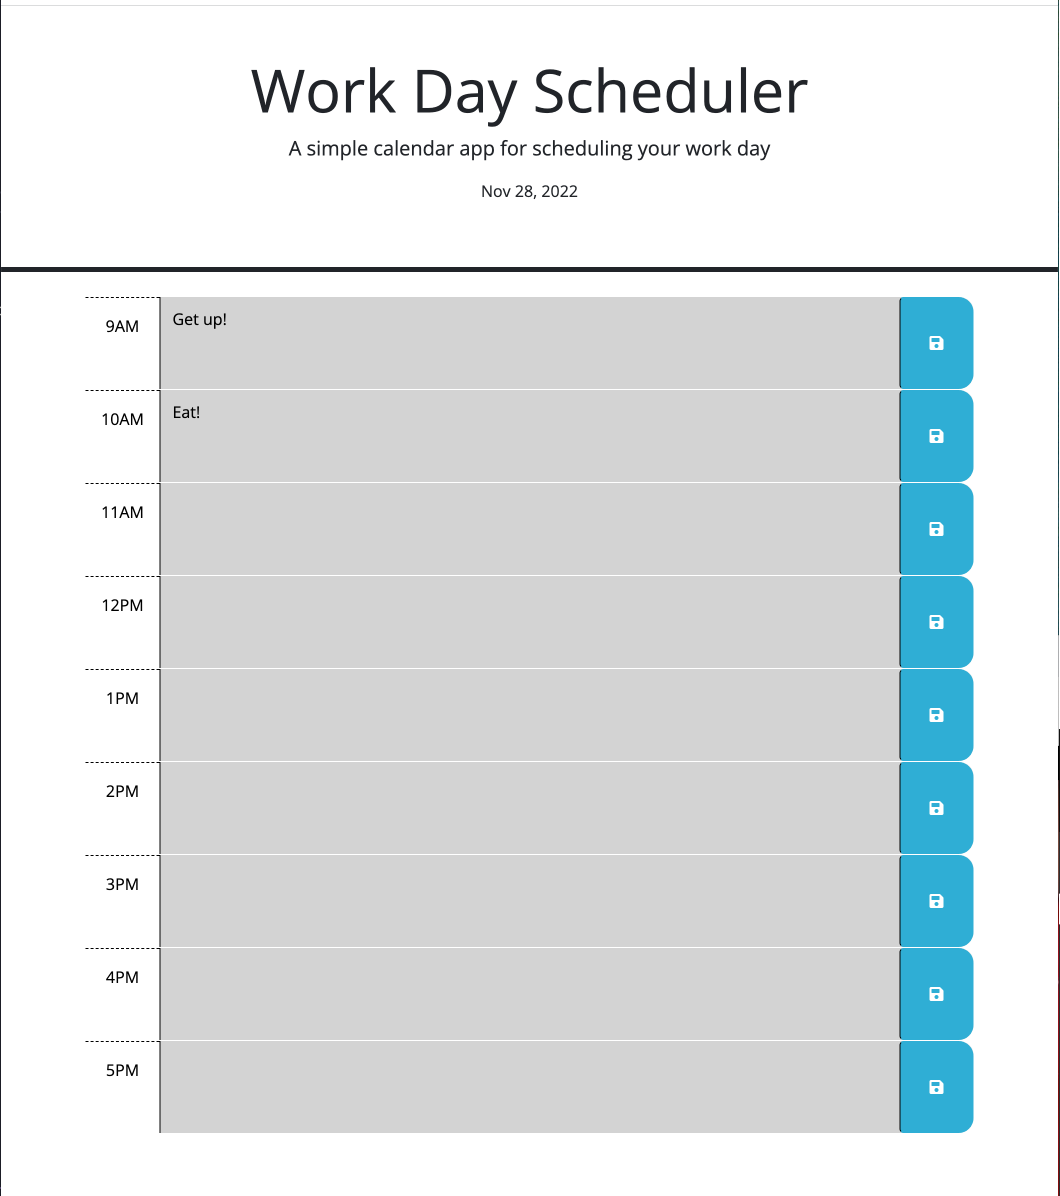 Work Day Scheduler
A simple calendar app for scheduling your work day
Nov 28, 2022
9AM
Get up!
10AM
Eat!
11AM
12PM
1PM
2PM
3PM
4PM
5PM